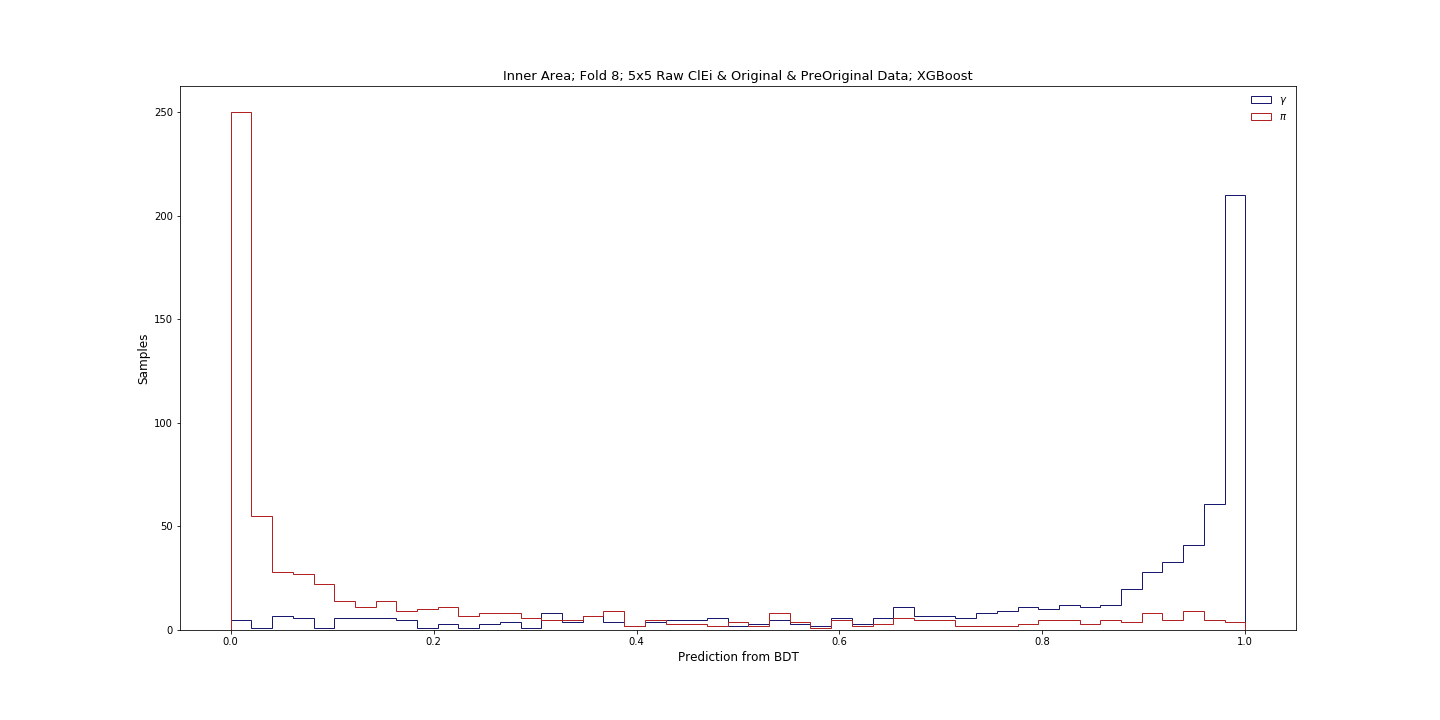 Inner Area; Fold 8; 5x5 Raw ClEi & Original & PreOriginal Data; XGBoost
γ
π
250
200
150
100
50
0
Samples
0.0 0.2 0.4 0.6 0.8 1.0
Prediction from BDT